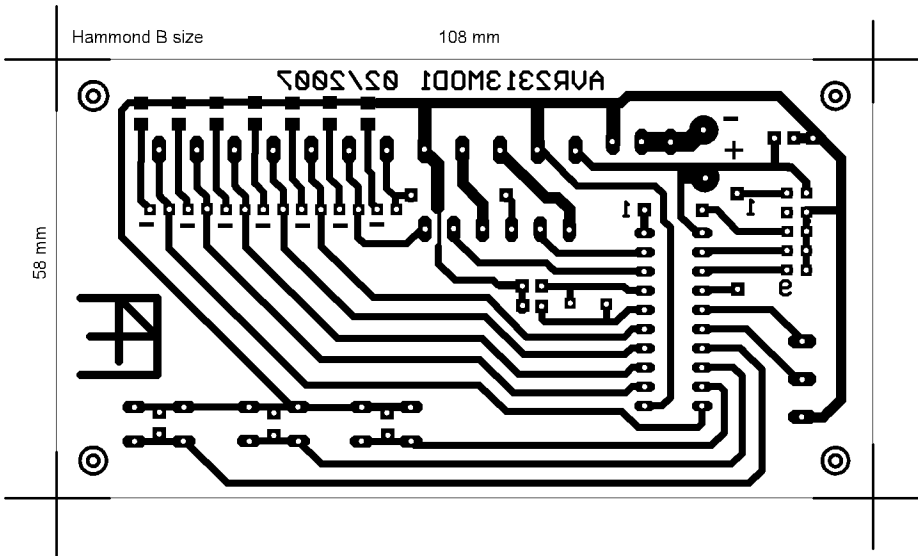 Hammond B size
108 mm
AVR2313MOD1 02/2007
-
+
1
1
- - - - - - -
58 mm
9